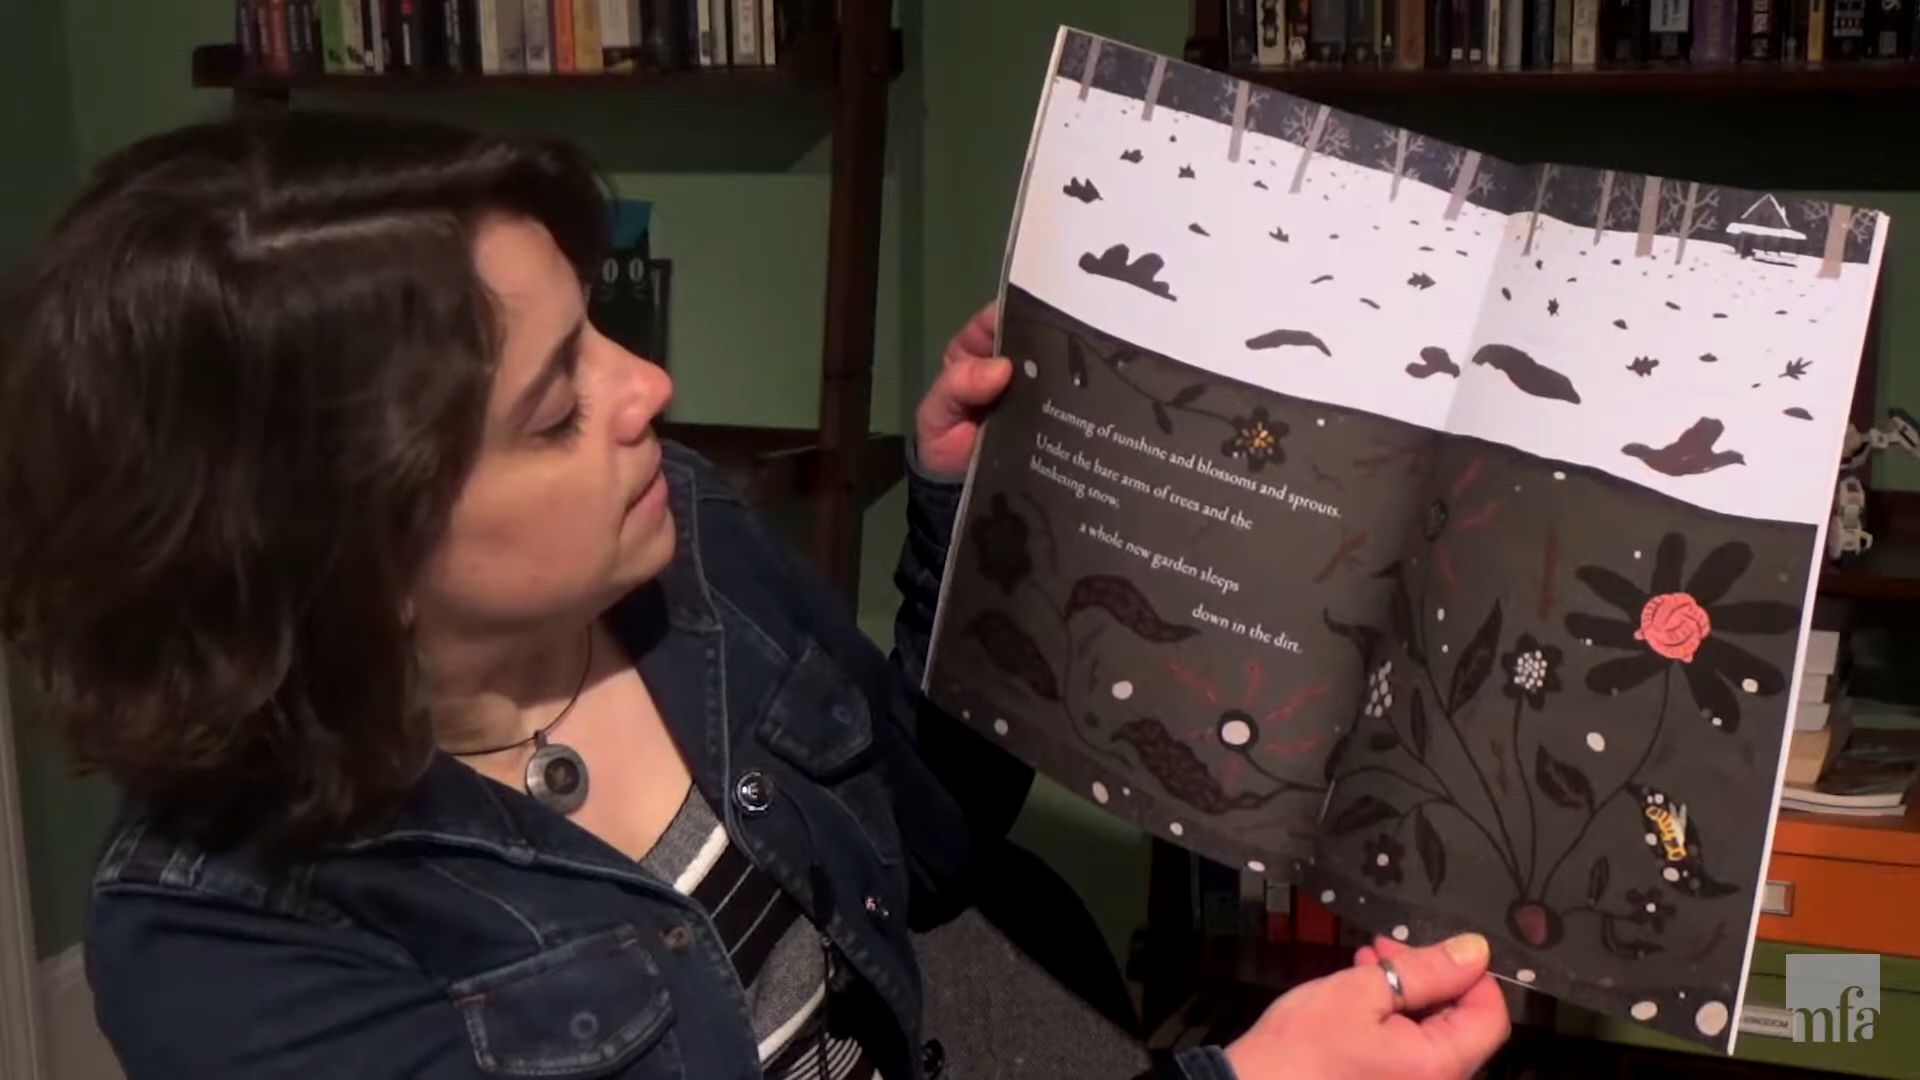 dreaming of sunshine and blossoms and sprouts.
Under the bare arms of trees and the
blanketing snow,
a whole new garden sleeps
down in the dirt.
mfa